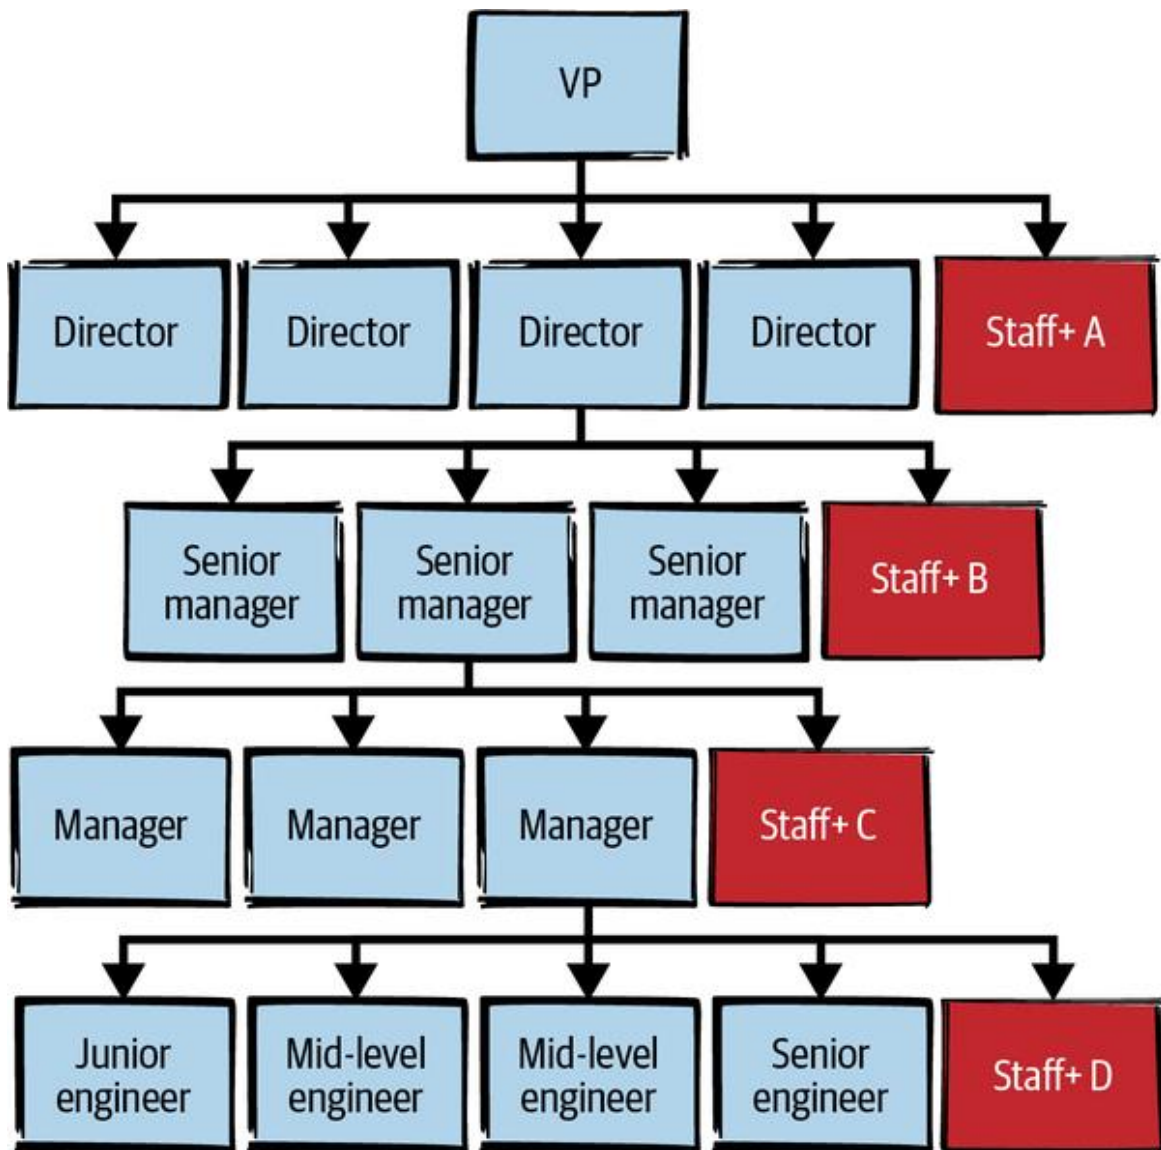 VP
Director
Director
Director
Director
Staff+ A
Senior
manager
Senior
manager
Senior
manager
Staff+ B
Manager
Manager
Manager
Staff+ C
Junior
engineer
Mid-level
engineer
Mid-level
engineer
Senior
engineer
Staff+ D